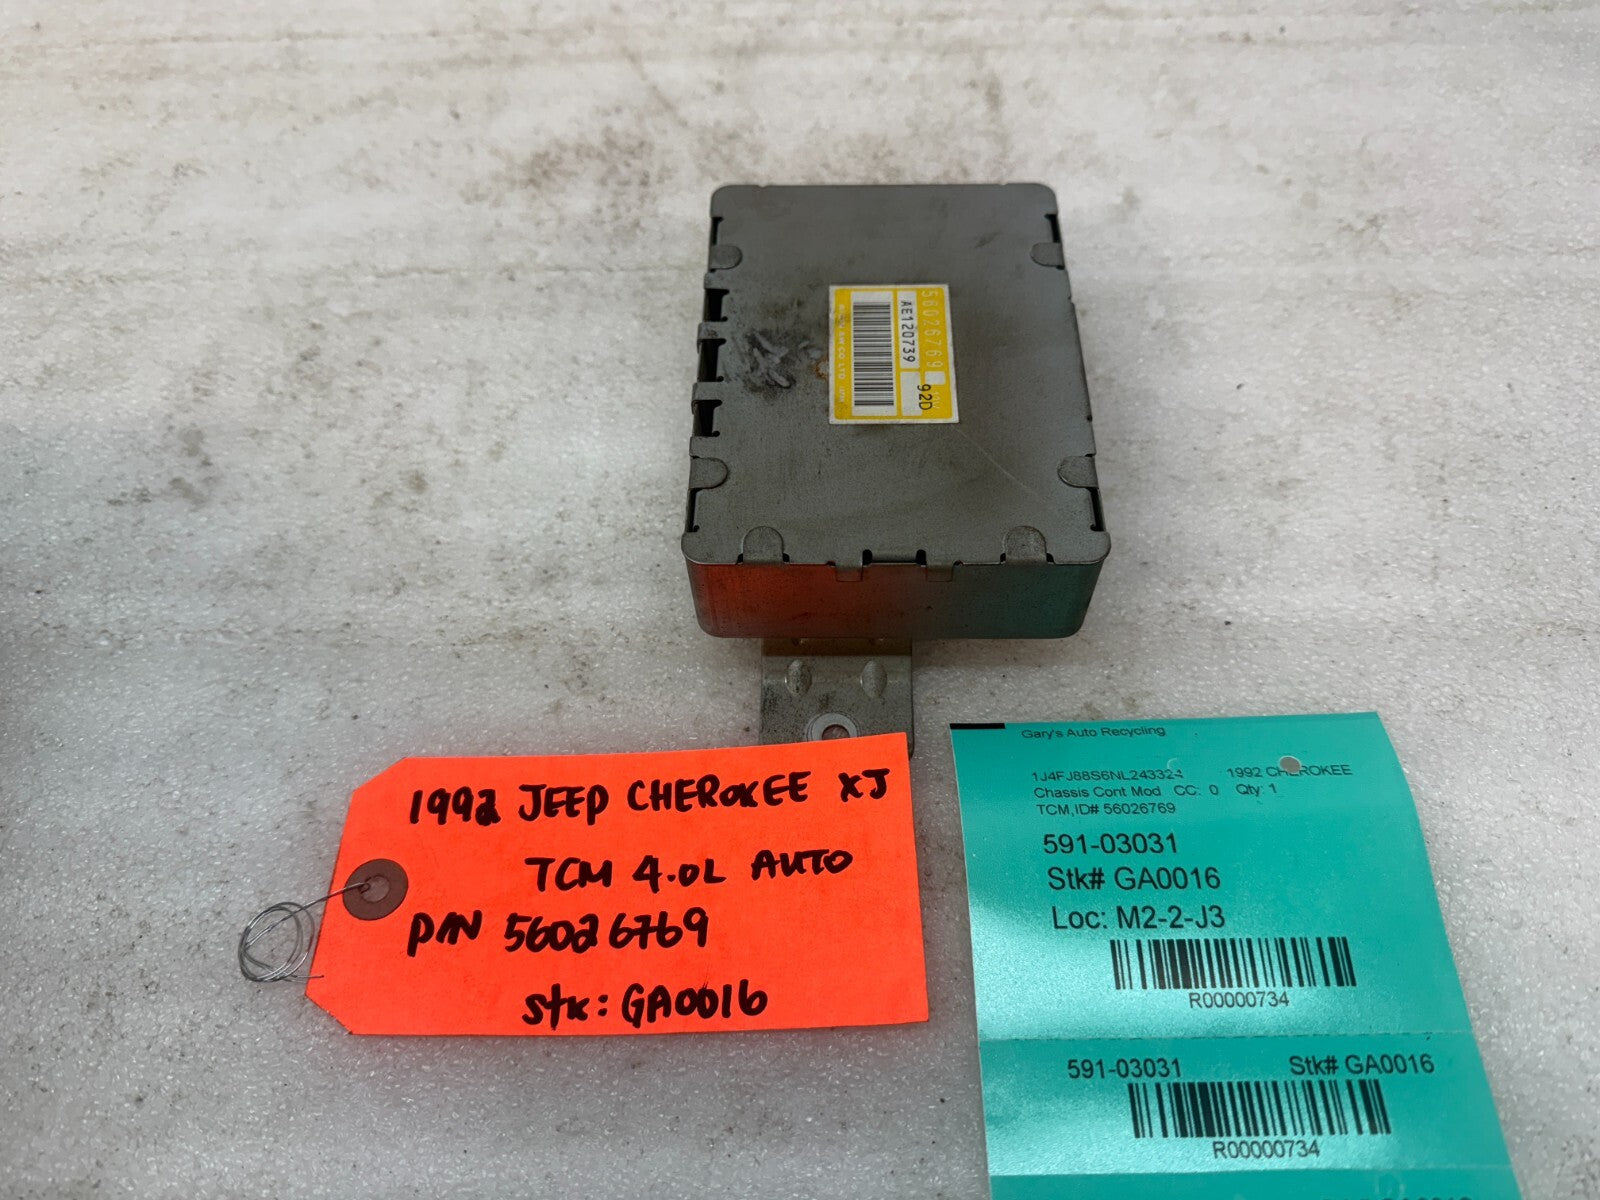 56026769
AE120739
92D
1992 JEEP CHEROKEE XJ
TCM 4.0L AUTO
P/N 56026769
stk: GA0016
Gary's Auto Recycling
1J4FJ88S6NL243324 1992 CHEROKEE
Chassis Cont Mod CC: 0 Qty: 1
TCM,ID# 56026769
591-03031
Stk# GA0016
Loc: M2-2-J3
R00000734
591-03031 Stk# GA0016
R00000734